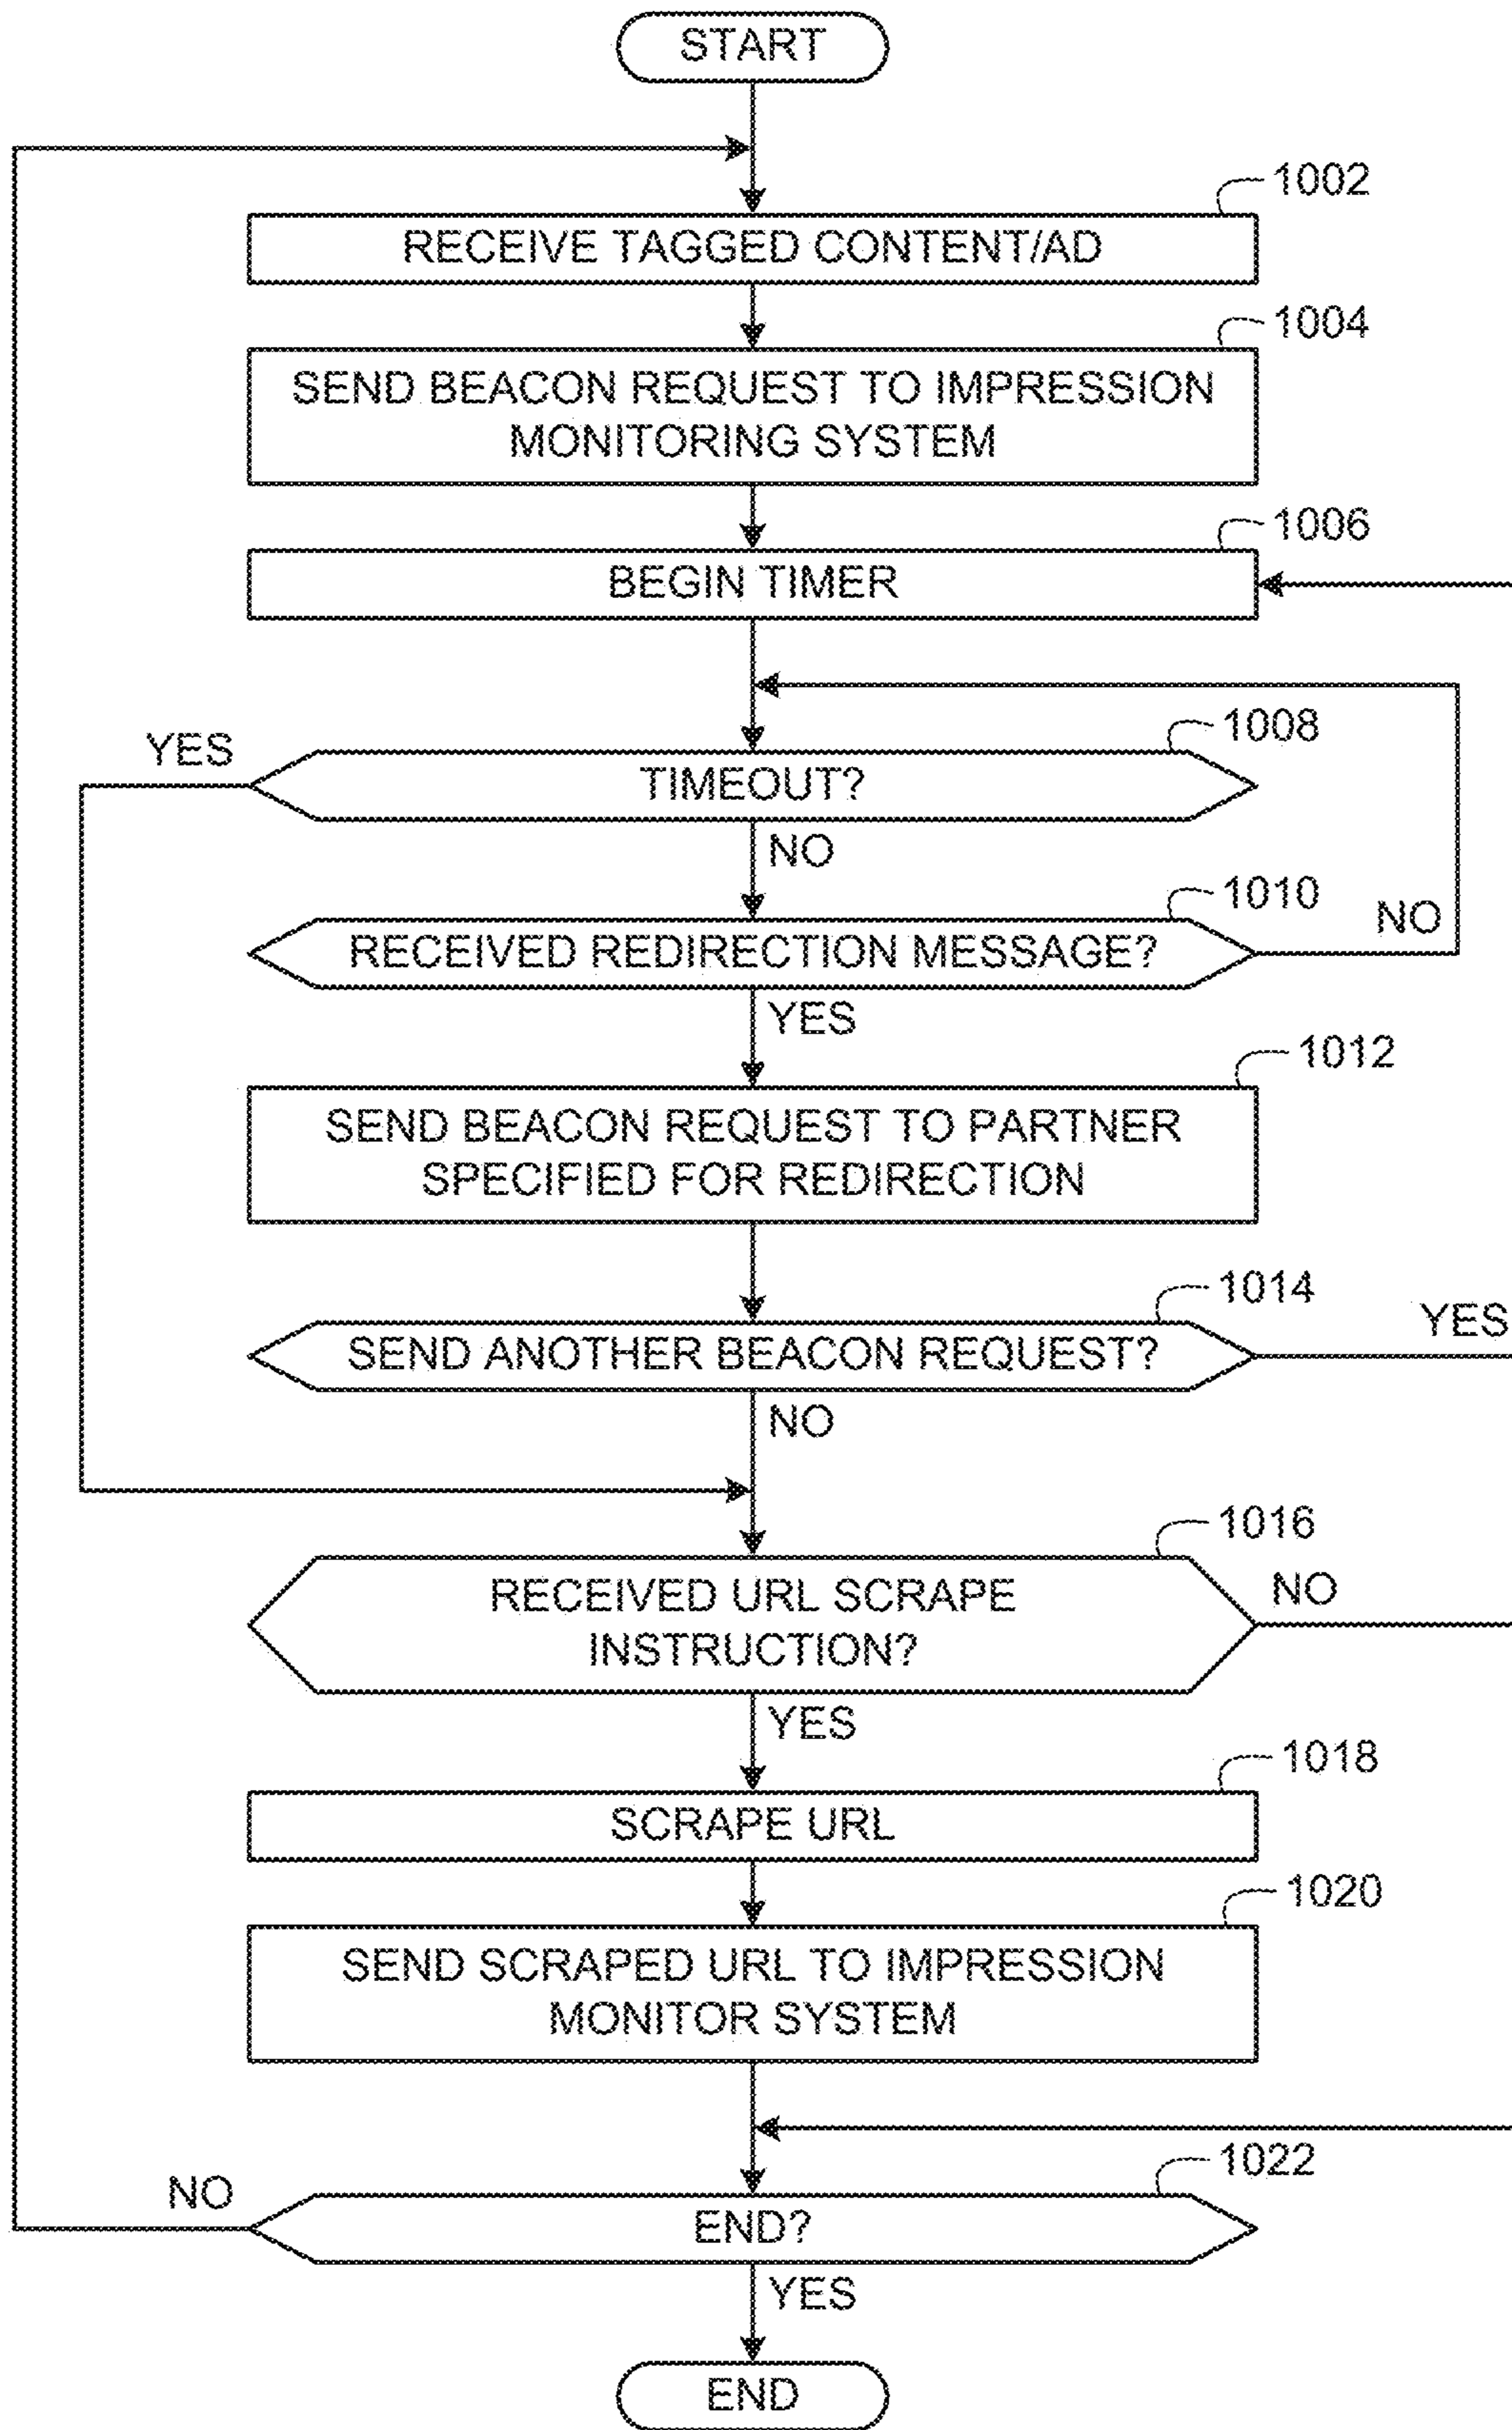 START
1002
RECEIVE TAGGED CONTENT/AD
1004
SEND BEACON REQUEST TO IMPRESSION
MONITORING SYSTEM
1006
BEGIN TIMER
1008
YES
TIMEOUT?
NO
1010
NO
RECEIVED REDIRECTION MESSAGE?
YES
1012
SEND BEACON REQUEST TO PARTNER
SPECIFIED FOR REDIRECTION
1014
YES
SEND ANOTHER BEACON REQUEST?
NO
1016
RECEIVED URL SCRAPE
INSTRUCTION?
NO
YES
1018
SCRAPE URL
1020
SEND SCRAPED URL TO IMPRESSION
MONITOR SYSTEM
1022
NO
END?
YES
END